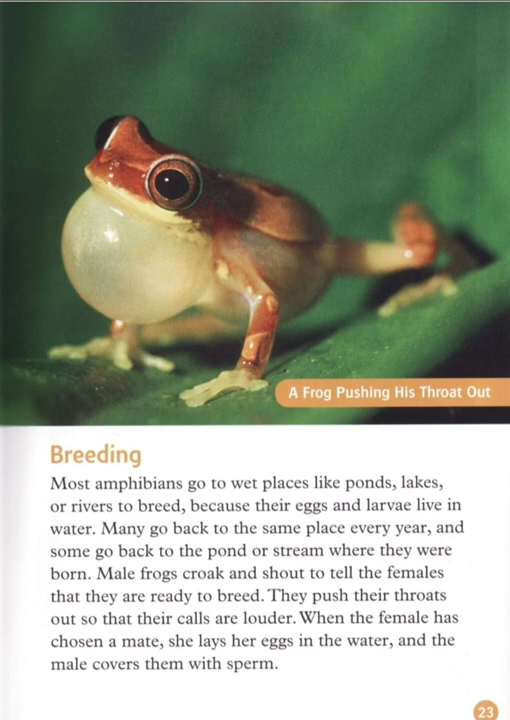 A Frog Pushing His Throat Out
Breeding
Most amphibians go to wet places like ponds, lakes,
or rivers to breed, because their eggs and larvae live in
water. Many go back to the same place every year, and
some go back to the pond or stream where they were
born. Male frogs croak and shout to tell the females
that they are ready to breed. They push their throats
out so that their calls are louder. When the female has
chosen a mate, she lays her eggs in the water, and the
male covers them with sperm.
23